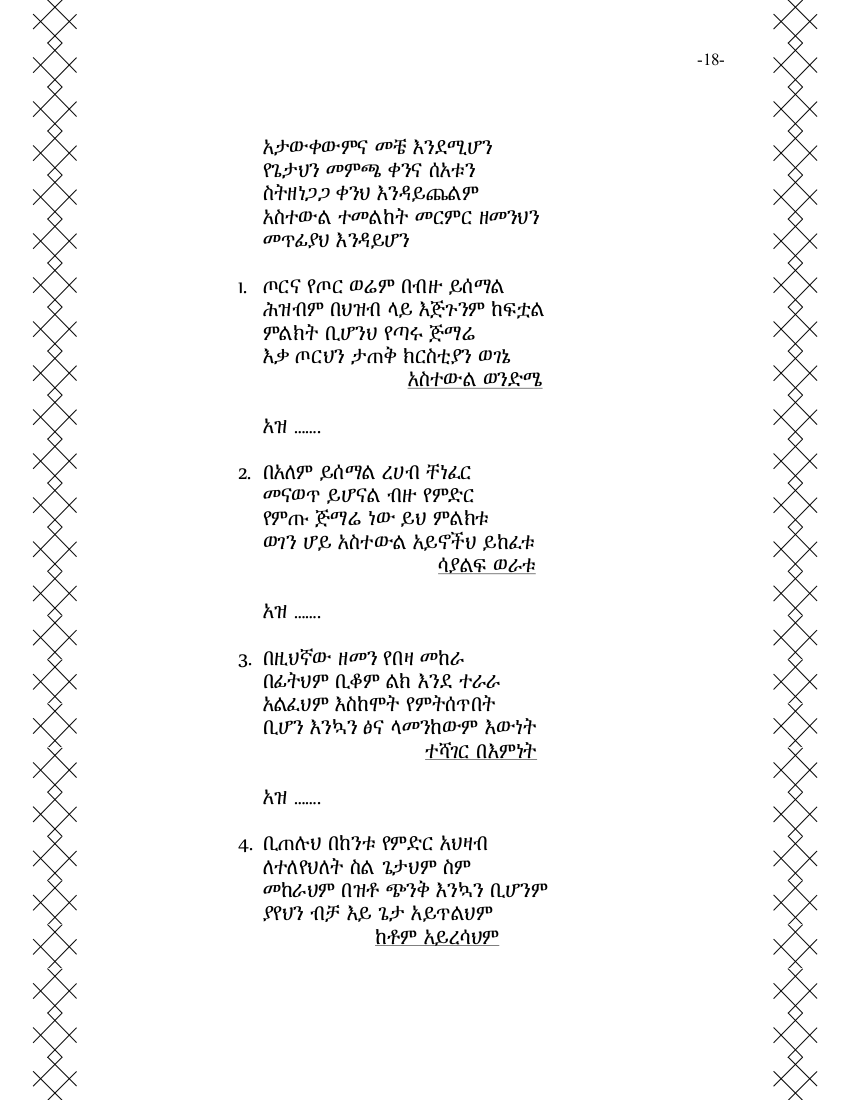 -18-
አታውቀውምና መቼ እንደሚሆን
የጌታህን መምጫ ቀንና ሰአቱን
ስትዘነጋጋ ቀንህ እንዳይጨልም
አስተውል ተመልከት መርምር ዘመንህን
መጥፊያህ እንዳይሆን
1. ጦርና የጦር ወሬም በብዙ ይሰማል
ሕዝብም በህዝብ ላይ እጅጉንም ከፍቷል
ምልክት ቢሆንህ የጣሩ ጅማሬ
እቃ ጦርህን ታጠቅ ክርስቲያን ወገኔ
አስተውል ወንድሜ
አዝ .......
2. በአለም ይሰማል ረሀብ ቸነፈር
መናወጥ ይሆናል ብዙ የምድር
የምጡ ጅማሬ ነው ይህ ምልክቱ
ወገን ሆይ አስተውል አይኖችህ ይከፈቱ
ሳያልፍ ወራቱ
አዝ .......
3. በዚህኛው ዘመን የበዛ መከራ
በፊትህም ቢቆም ልክ እንደ ተራራ
አልፈህም እስከሞት የምትሰጥበት
ቢሆን እንኳን ፅና ላመንከውም እውነት
ተሻገር በእምነት
አዝ .......
4. ቢጠሉህ በከንቱ የምድር አህዛብ
ለተለየህለት ስል ጌታህም ስም
መከራህም በዝቶ ጭንቅ እንኳን ቢሆንም
ያየህን ብቻ እይ ጌታ አይጥልህም
ከቶም አይረሳህም